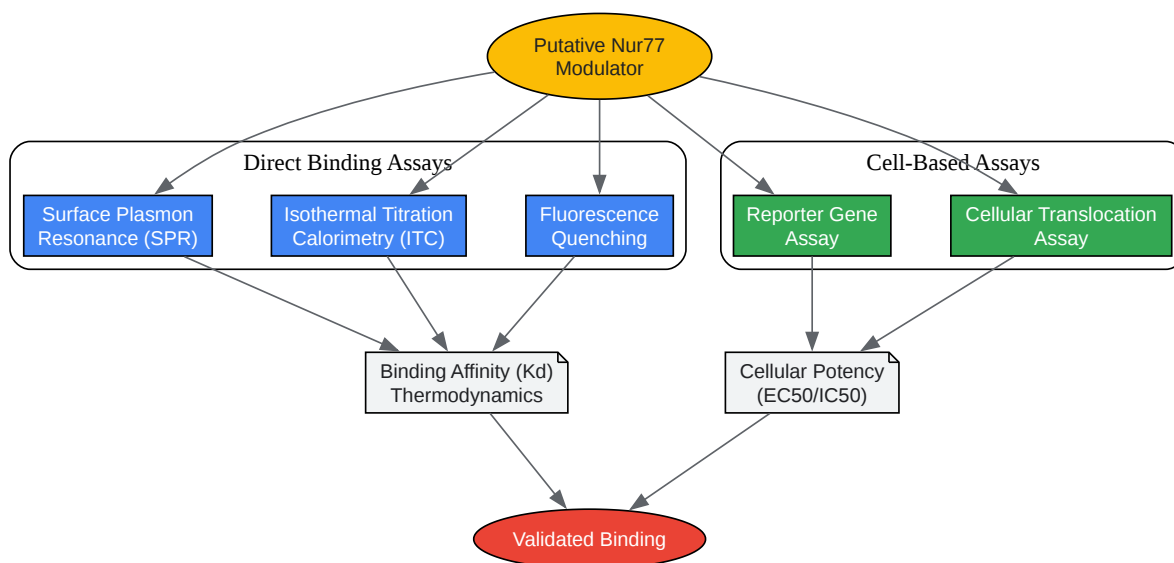 Putative Nur77
Modulator
Direct Binding Assays
Cell-Based Assays
Surface Plasmon
Resonance (SPR)
Isothermal Titration
Calorimetry (ITC)
Fluorescence
Quenching
Reporter Gene
Assay
Cellular Translocation
Assay
Binding Affinity (Kd)
Thermodynamics
Cellular Potency
(EC50/IC50)
Validated Binding